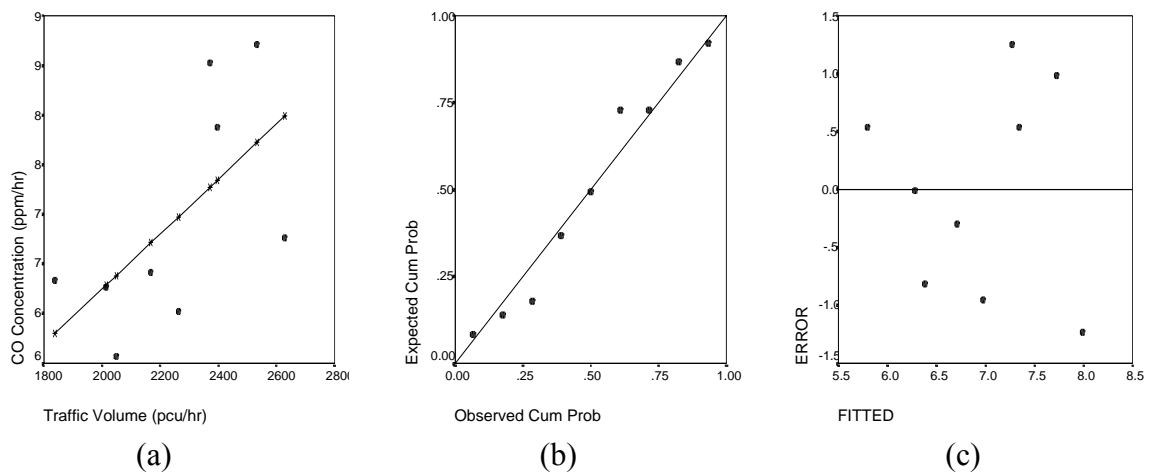 9
9
8
8
7
7
6
6
CO Concentration (ppm/hr)
1800 2000 2200 2400 2600 280
Traffic Volume (pcu/hr)
(a)
1.00
.75
.50
.25
0.00
Expected Cum Prob
0.00 .25 .50 .75 1.00
Observed Cum Prob
(b)
1.5
1.0
.5
0.0
-.5
-1.0
-1.5
ERROR
5.5 6.0 6.5 7.0 7.5 8.0 8.5
FITTED
(c)